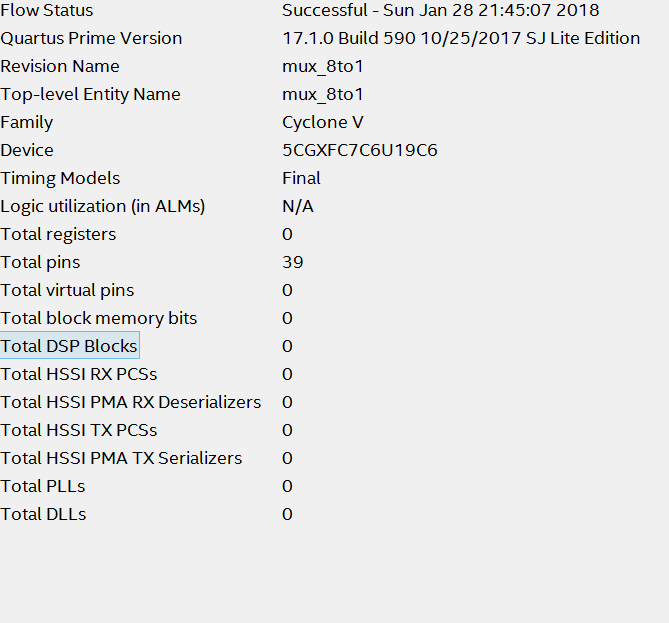 Flow Status Successful - Sun Jan 28 21:45:07 2018
Quartus Prime Version 17.1.0 Build 590 10/25/2017 SJ Lite Edition
Revision Name mux_8to1
Top-level Entity Name mux_8to1
Family Cyclone V
Device 5CGXFC7C6U19C6
Timing Models Final
Logic utilization (in ALMs) N/A
Total registers 0
Total pins 39
Total virtual pins 0
Total block memory bits 0
Total DSP Blocks 0
Total HSSI RX PCSs 0
Total HSSI PMA RX Deserializers 0
Total HSSI TX PCSs 0
Total HSSI PMA TX Serializers 0
Total PLLs 0
Total DLLs 0